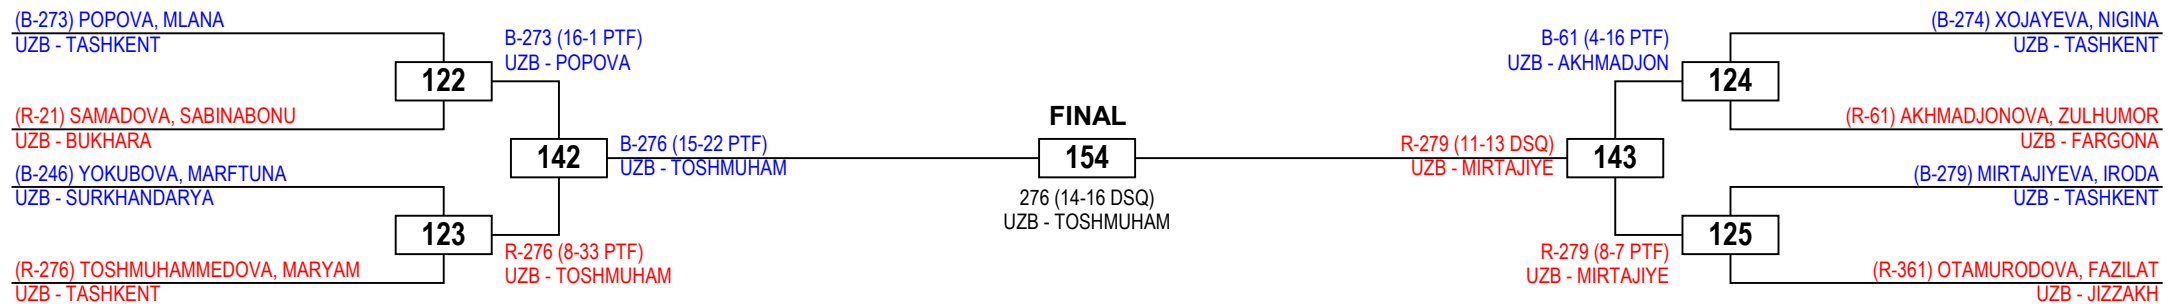 (B-273) POPOVA, MLANA
UZB - TASHKENT
(R-21) SAMADOVA, SABINABONU
UZB - BUKHARA
(B-246) YOKUBOVA, MARFTUNA
UZB - SURKHANDARYA
(R-276) TOSHMUHAMMEDOVA, MARYAM
UZB - TASHKENT
122
123
B-273 (16-1 PTF)
UZB - POPOVA
R-276 (8-33 PTF)
UZB - TOSHMUHAM
142
B-276 (15-22 PTF)
UZB - TOSHMUHAM
FINAL
154
276 (14-16 DSQ)
UZB - TOSHMUHAM
R-279 (11-13 DSQ)
UZB - MIRTAJIYE
143
B-61 (4-16 PTF)
UZB - AKHMADJON
R-279 (8-7 PTF)
UZB - MIRTAJIYE
124
125
(B-274) XOJAYEVA, NIGINA
UZB - TASHKENT
(R-61) AKHMADJONOVA, ZULHUMOR
UZB - FARGONA
(B-279) MIRTAJIYEVA, IRODA
UZB - TASHKENT
(R-361) OTAMURODOVA, FAZILAT
UZB - JIZZAKH